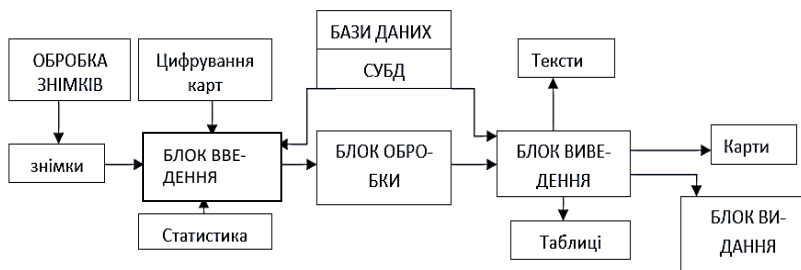 ОБРОБКА
ЗНІМКІВ
Цифрування
карт
БАЗИ ДАНИХ
СУБД
Тексти
знімки
БЛОК ВВЕ-
ДЕННЯ
БЛОК ОБРО-
БКИ
БЛОК ВИВЕ-
ДЕННЯ
Карти
Статистика
Таблиці
БЛОК ВИ-
ДАННЯ